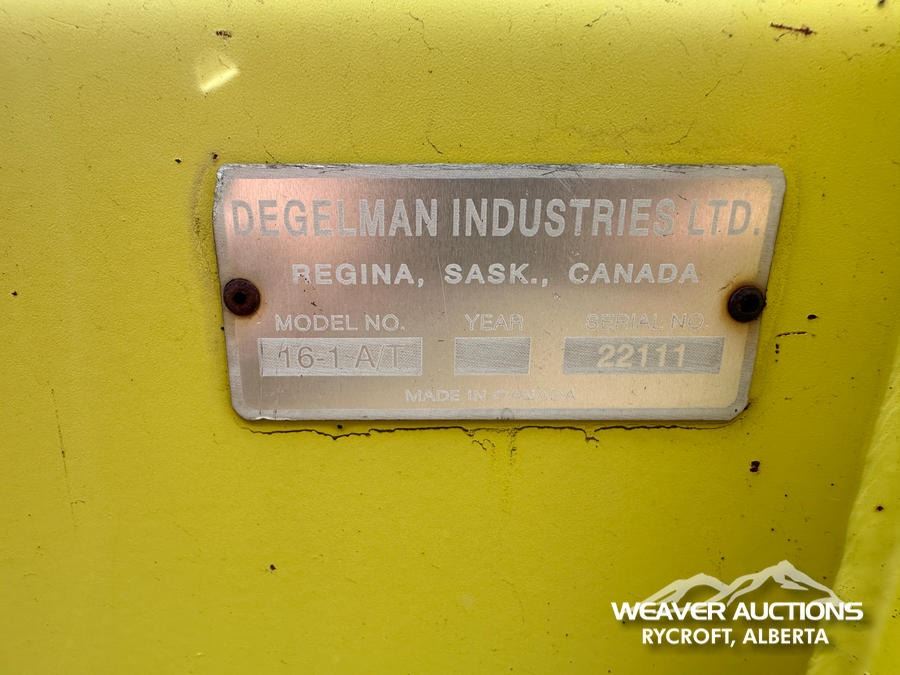 DEGELMAN INDUSTRIES LTD.
REGINA, SASK., CANADA
MODEL NO. YEAR SERIAL NO.
16-1 A/T 22111
MADE IN CANADA
WEAVER AUCTIONS
RYCROFT, ALBERTA